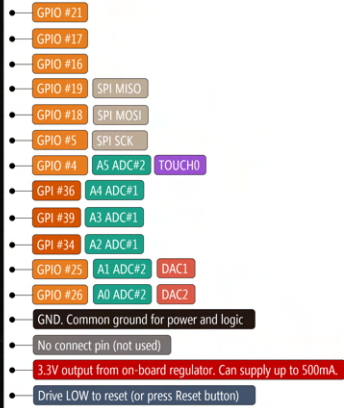 GPIO #21
GPIO #17
GPIO #16
GPIO #19 SPI MISO
GPIO #18 SPI MOSI
GPIO #5 SPI SCK
GPIO #4 A5 ADC#2 TOUCH0
GPI #36 A4 ADC#1
GPI #39 A3 ADC#1
GPI #34 A2 ADC#1
GPIO #25 A1 ADC#2 DAC1
GPIO #26 A0 ADC#2 DAC2
GND. Common ground for power and logic
No connect pin (not used)
3.3V output from on-board regulator. Can supply up to 500mA.
Drive LOW to reset (or press Reset button)